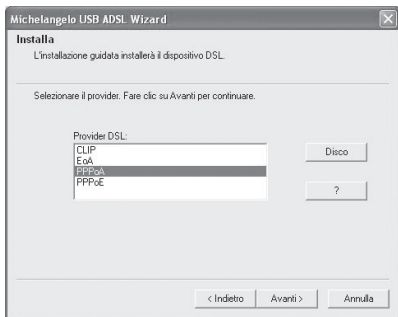 Michelangelo USB ADSL Wizard
Installa
L'installazione guidata installerà il dispositivo DSL.
Selezionare il provider. Fare clic su Avanti per continuare.
Provider DSL:
CLIP
EoA
PPPoA
PPPoE
Disco
?
< Indietro
Avanti >
Annulla